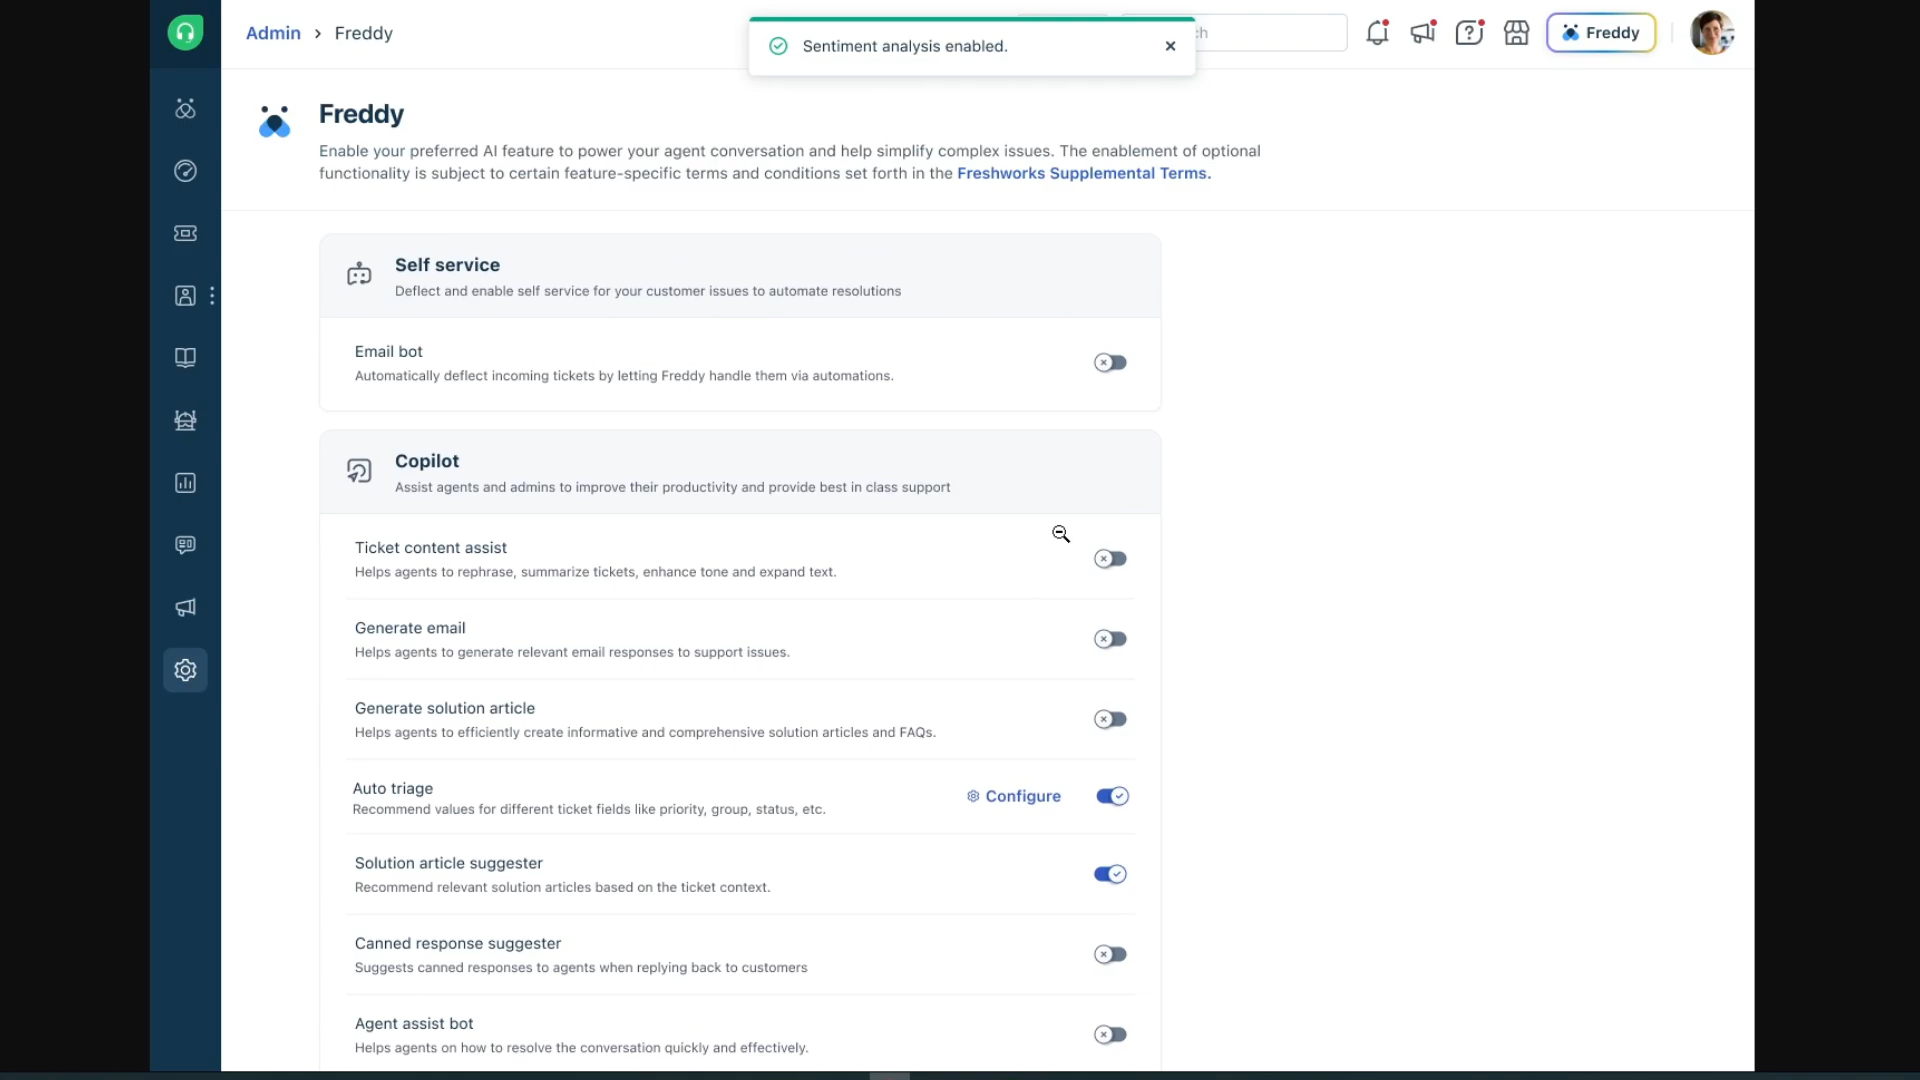 Admin > Freddy
Sentiment analysis enabled.
Freddy
Freddy
Enable your preferred AI feature to power your agent conversation and help simplify complex issues. The enablement of optional
functionality is subject to certain feature-specific terms and conditions set forth in the Freshworks Supplemental Terms.
Self service
Deflect and enable self service for your customer issues to automate resolutions
Email bot
Automatically deflect incoming tickets by letting Freddy handle them via automations.
Copilot
Assist agents and admins to improve their productivity and provide best in class support
Ticket content assist
Helps agents to rephrase, summarize tickets, enhance tone and expand text.
Generate email
Helps agents to generate relevant email responses to support issues.
Generate solution article
Helps agents to efficiently create informative and comprehensive solution articles and FAQs.
Auto triage
Recommend values for different ticket fields like priority, group, status, etc.
Configure
Solution article suggester
Recommend relevant solution articles based on the ticket context.
Canned response suggester
Suggests canned responses to agents when replying back to customers
Agent assist bot
Helps agents on how to resolve the conversation quickly and effectively.